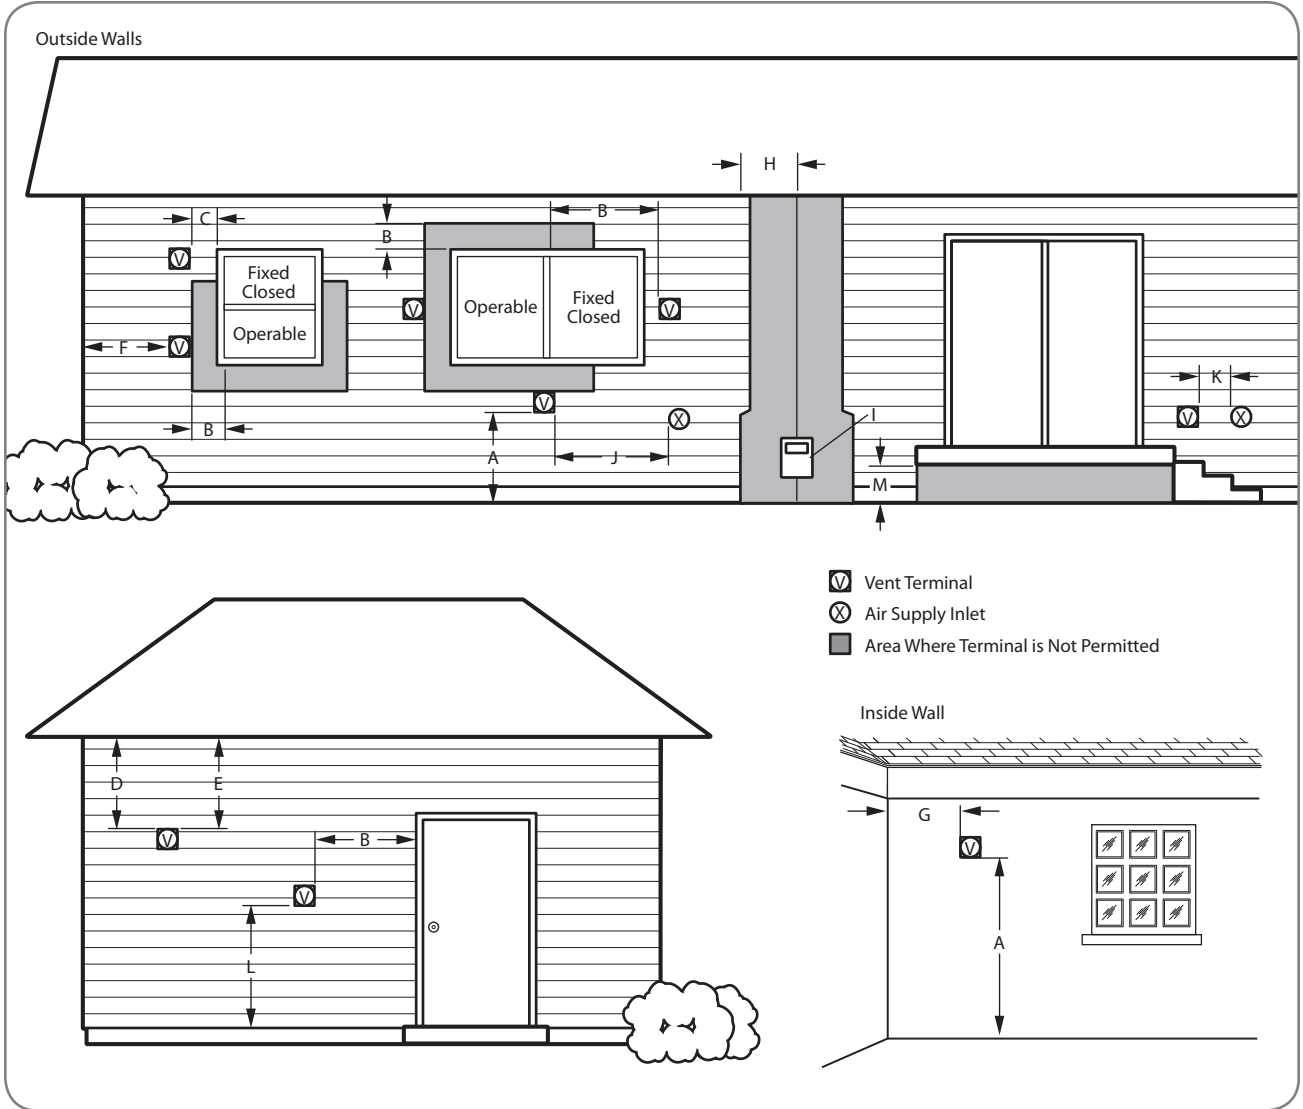 Outside Walls
H
C
B
B
V
Fixed
Closed
Operable
V
Operable
Fixed
Closed
V
F
V
K
B
V
X
V
X
I
A
J
M
V Vent Terminal
X Air Supply Inlet
Area Where Terminal is Not Permitted
Inside Wall
D
E
G
V
B
V
V
A
L